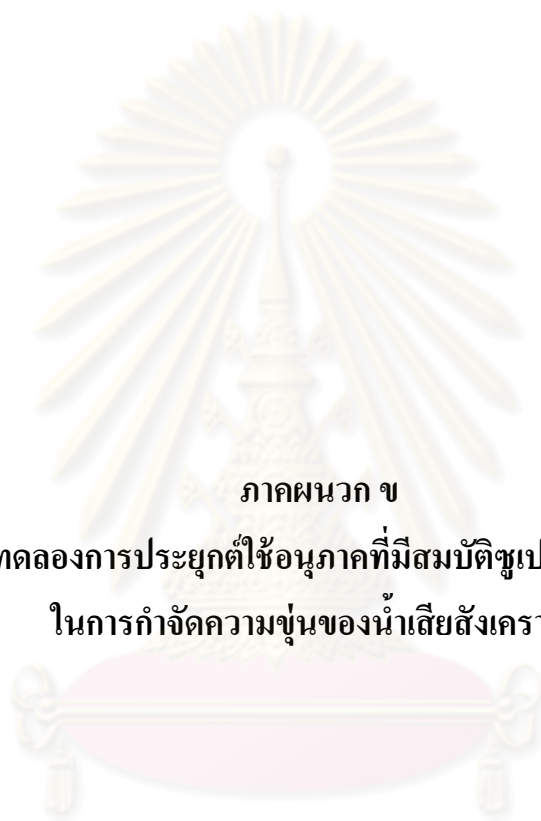 ภาคผนวก ข
ทดลองการประยุกต์ใช้อนุภาคที่มีสมบัติซูเป
ในการกำจัดความขุ่นของน้ำเสียสังเครา